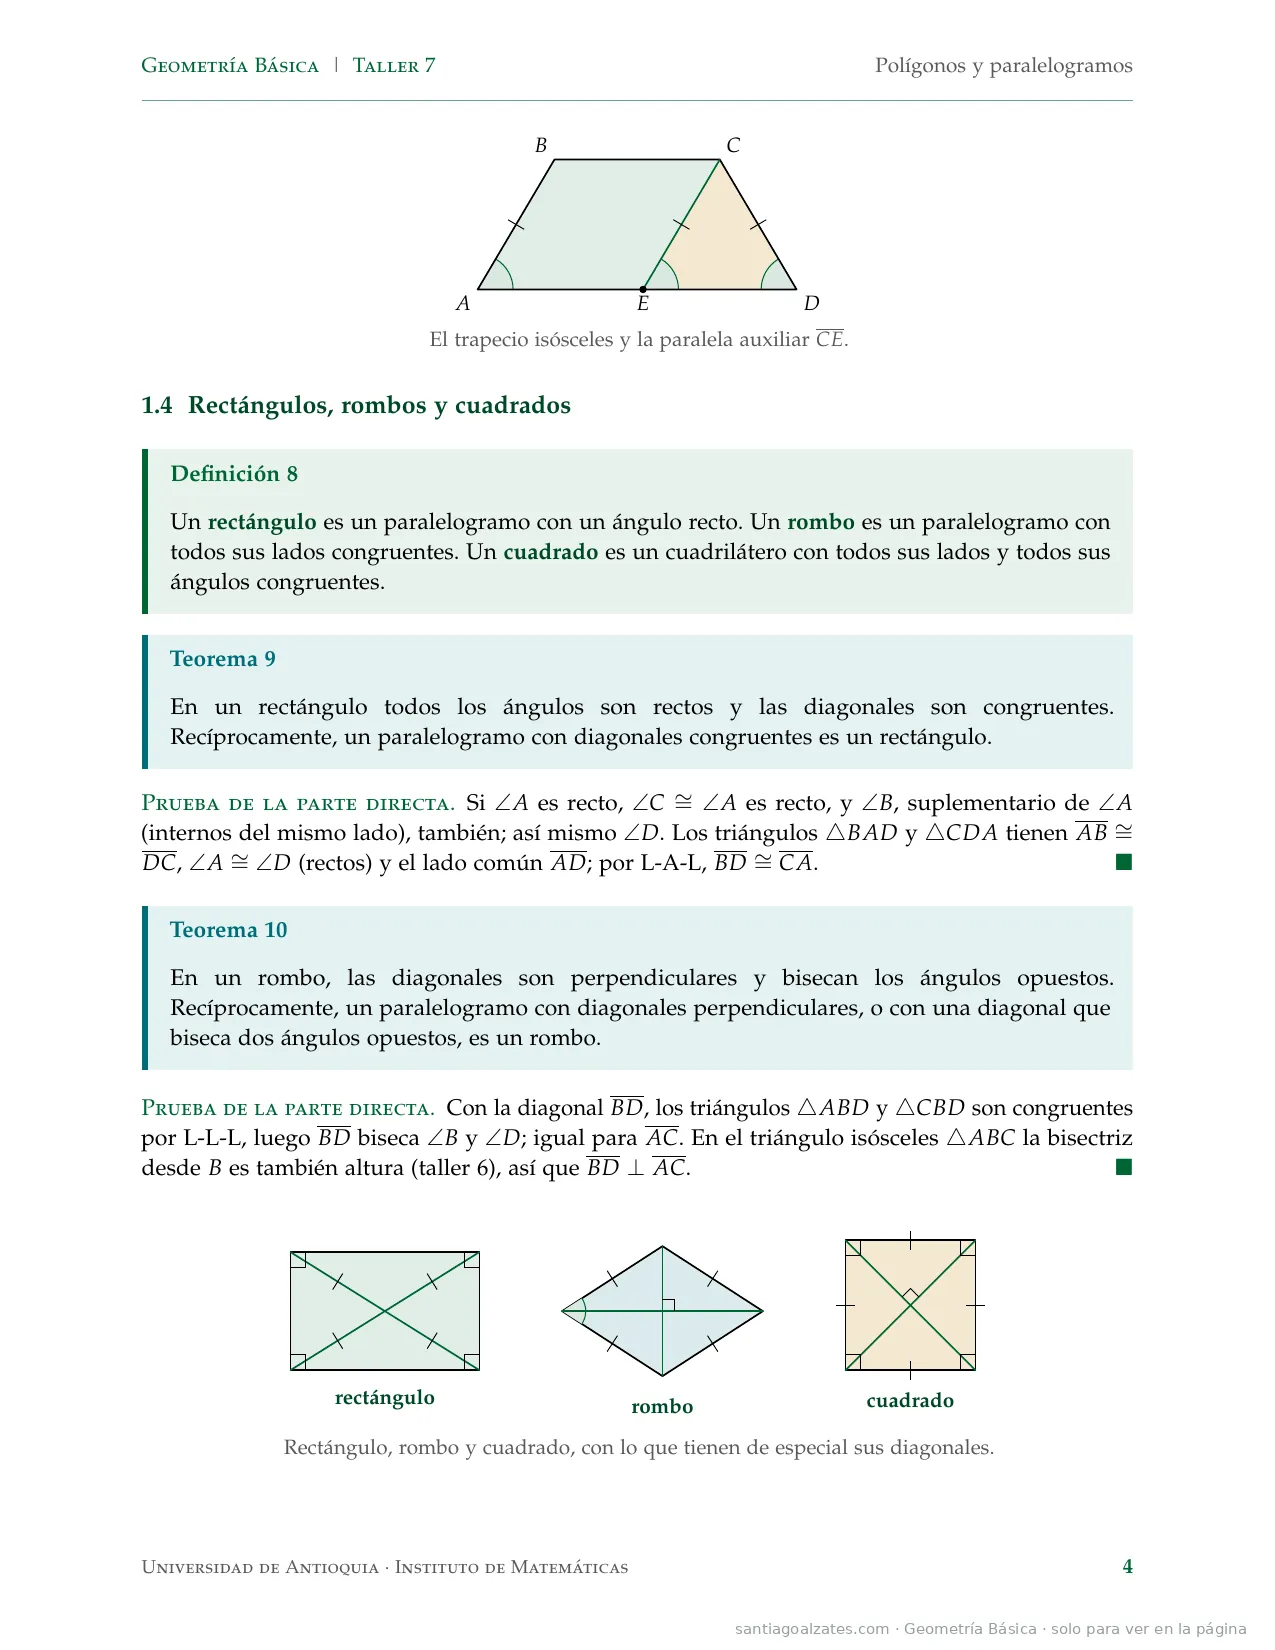 Geometría Básica | Taller 7
Polígonos y paralelogramos
B C
A E D
El trapecio isósceles y la paralela auxiliar \overline{CE}.
1.4 Rectángulos, rombos y cuadrados
Definición 8
Un rectángulo es un paralelogramo con un ángulo recto. Un rombo es un paralelogramo con
todos sus lados congruentes. Un cuadrado es un cuadrilátero con todos sus lados y todos sus
ángulos congruentes.
Teorema 9
En un rectángulo todos los ángulos son rectos y las diagonales son congruentes.
Recíprocamente, un paralelogramo con diagonales congruentes es un rectángulo.
Prueba de la parte directa. Si ∠A es recto, ∠C ≅ ∠A es recto, y ∠B, suplementario de ∠A
(internos del mismo lado), también; así mismo ∠D. Los triángulos △BAD y △CDA tienen \overline{AB} ≅
\overline{DC}, ∠A ≅ ∠D (rectos) y el lado común \overline{AD}; por L-A-L, \overline{BD} ≅ \overline{CA}. ■
Teorema 10
En un rombo, las diagonales son perpendiculares y bisecan los ángulos opuestos.
Recíprocamente, un paralelogramo con diagonales perpendiculares, o con una diagonal que
biseca dos ángulos opuestos, es un rombo.
Prueba de la parte directa. Con la diagonal \overline{BD}, los triángulos △ABD y △CBD son congruentes
por L-L-L, luego \overline{BD} biseca ∠B y ∠D; igual para \overline{AC}. En el triángulo isósceles △ABC la bisectriz
desde B es también altura (taller 6), así que \overline{BD} ⊥ \overline{AC}. ■
rectángulo
rombo
cuadrado
Rectángulo, rombo y cuadrado, con lo que tienen de especial sus diagonales.
Universidad de Antioquia · Instituto de Matemáticas
4
santiagoalzates.com · Geometría Básica · solo para ver en la página